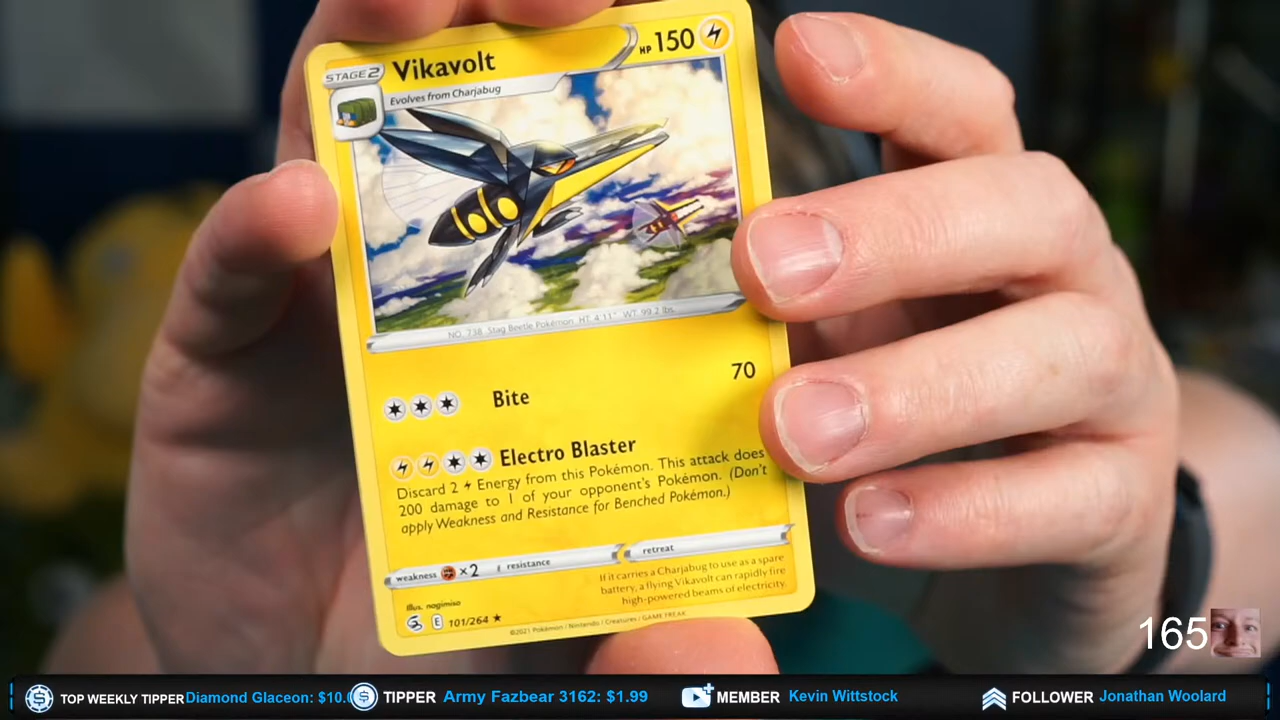 STAGE 2
Vikavolt
HP 150
Evolves from Charjabug
NO. 738 Stag Beetle Pokémon HT: 4'11" WT: 99.2 lbs.
Bite 70
Electro Blaster
Discard 2 Energy from this Pokémon. This attack does
200 damage to 1 of your opponent's Pokémon. (Don't
apply Weakness and Resistance for Benched Pokémon.)
weakness ×2 resistance retreat
If it carries a Charjabug to use as a spare
battery, a flying Vikavolt can rapidly fire
high-powered beams of electricity.
Illus. nagimiso
E 101/264 ★
©2021 Pokémon / Nintendo / Creatures / GAME FREAK
165
TOP WEEKLY TIPPER Diamond Glaceon: $10.0 TIPPER Army Fazbear 3162: $1.99 MEMBER Kevin Wittstock FOLLOWER Jonathan Woolard